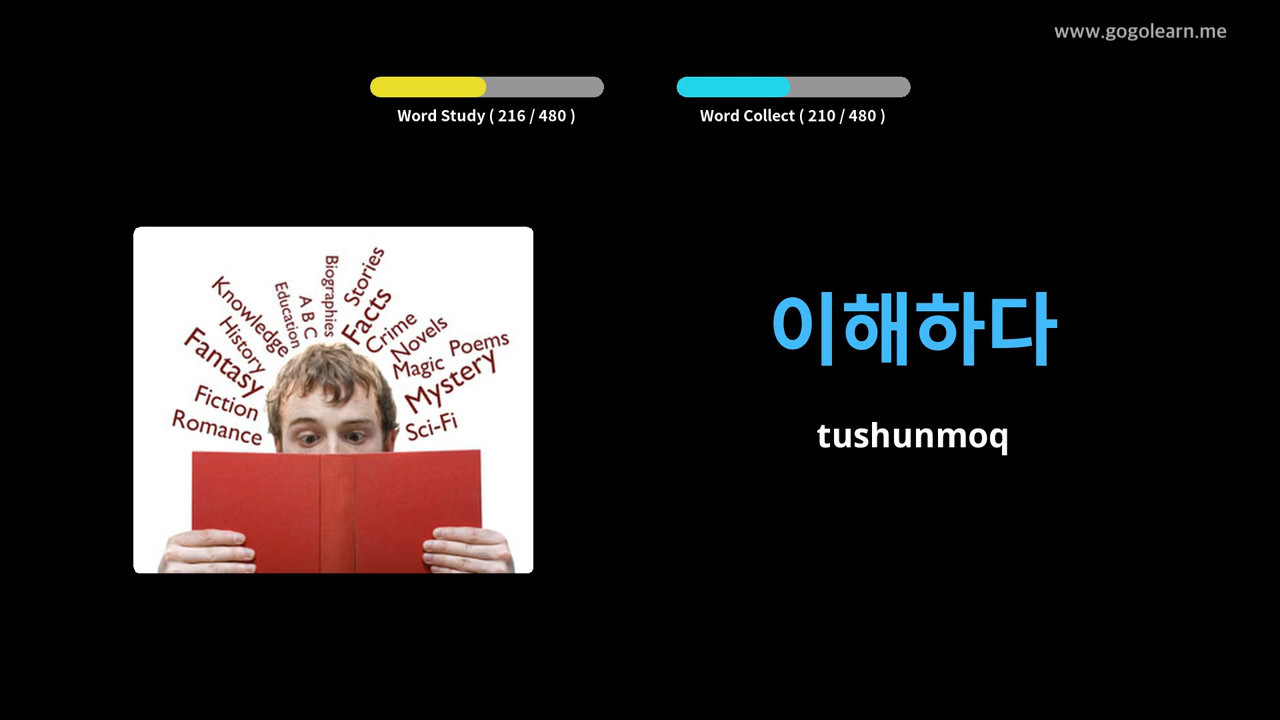 www.gogolearn.me
Word Study ( 216 / 480 )
Word Collect ( 210 / 480 )
Knowledge
History
Fantasy
Fiction
Romance
Education
A B C
Biographies
Stories
Facts
Crime
Novels
Magic
Poems
Mystery
Sci-Fi
이해하다
tushunmoq